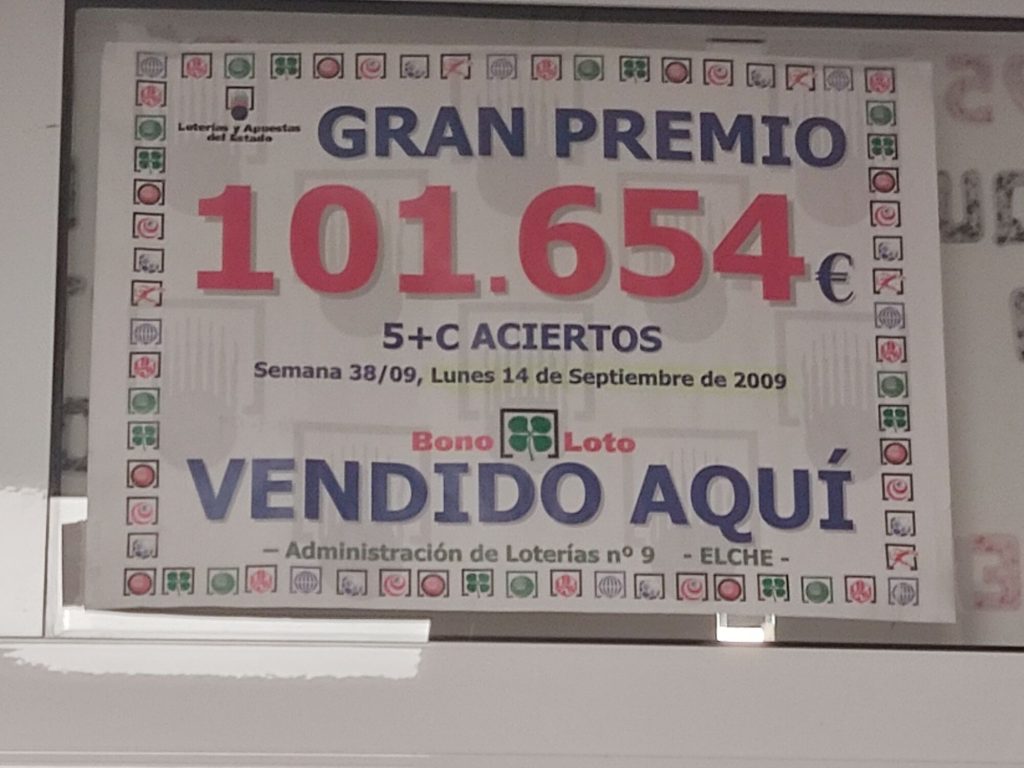 Loterías y Apuestas
del Estado
GRAN PREMIO
101.654 €
5+C ACIERTOS
Semana 38/09, Lunes 14 de Septiembre de 2009
Bono Loto
VENDIDO AQUÍ
– Administración de Loterías nº 9 - ELCHE -